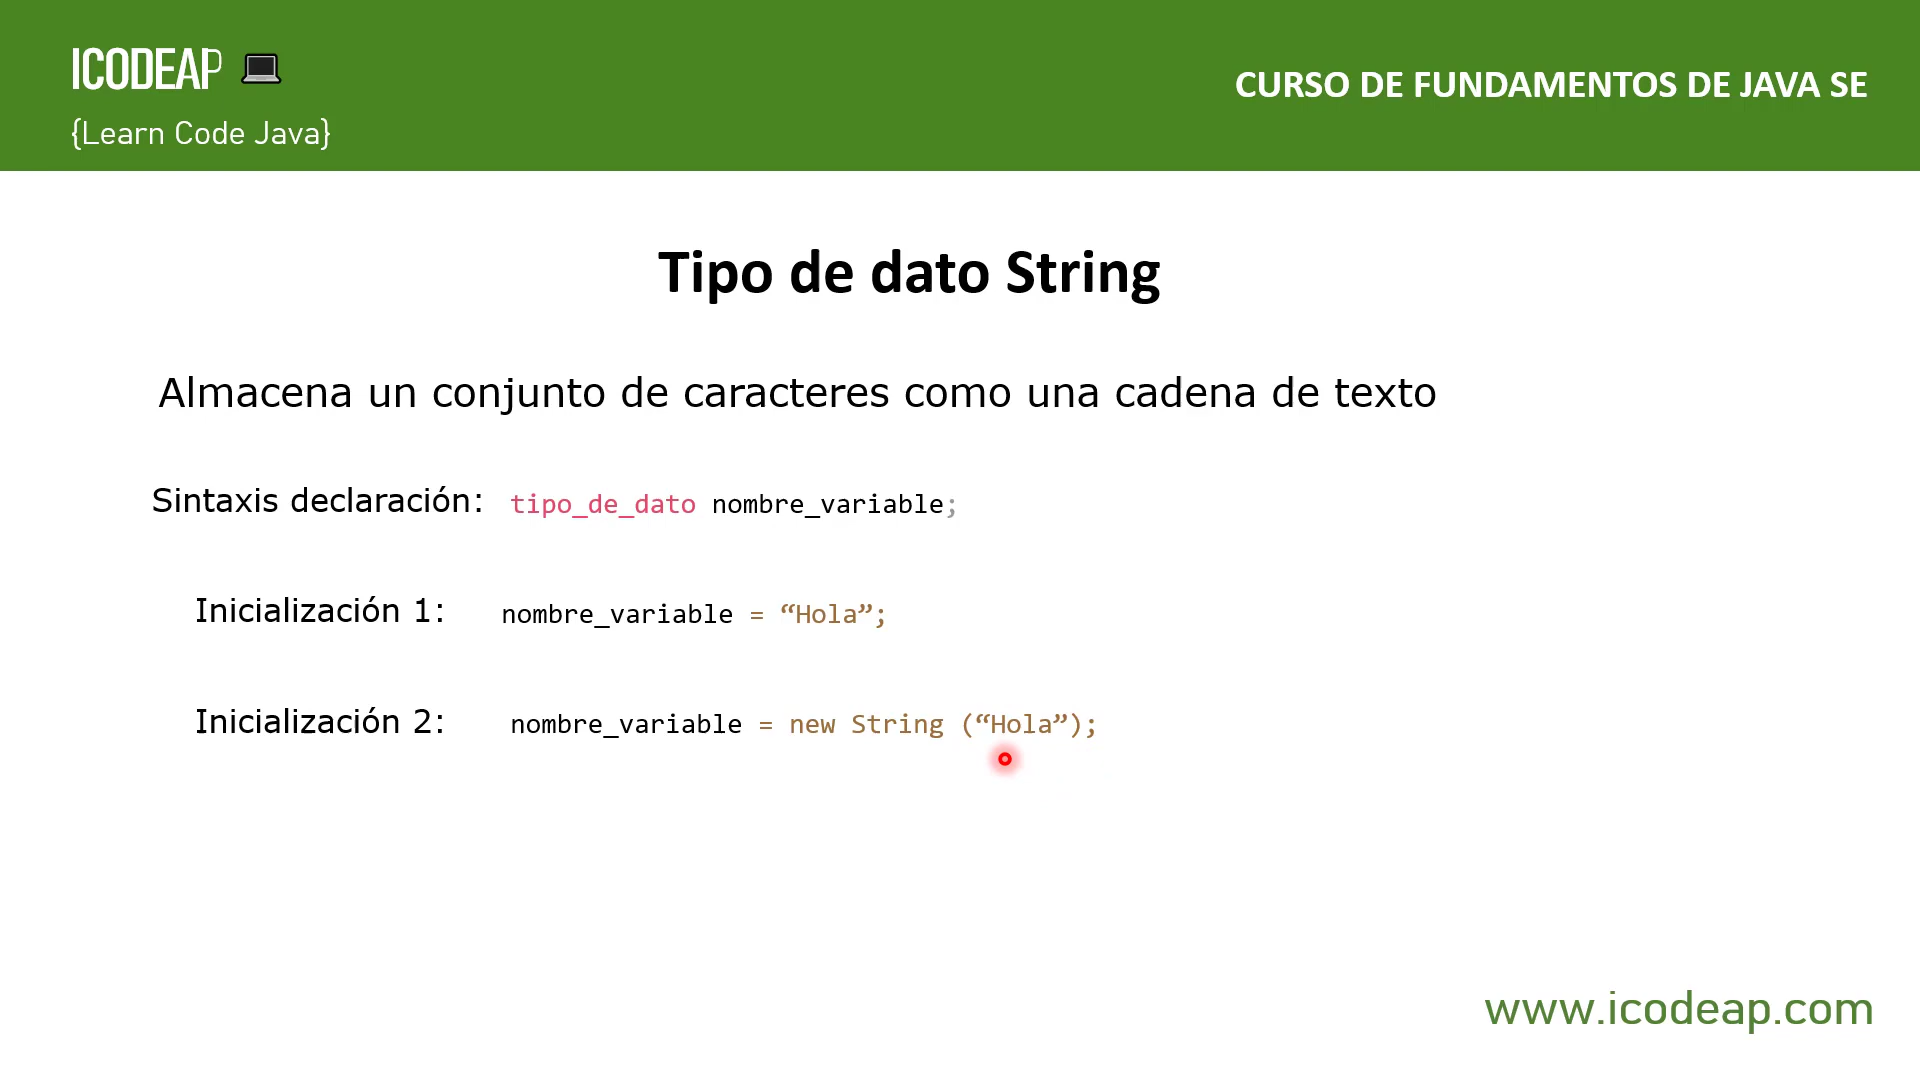 ICODEAP
{Learn Code Java}
CURSO DE FUNDAMENTOS DE JAVA SE
Tipo de dato String
Almacena un conjunto de caracteres como una cadena de texto
Sintaxis declaración: tipo_de_dato nombre_variable;
Inicialización 1: nombre_variable = “Hola”;
Inicialización 2: nombre_variable = new String (“Hola”);
www.icodeap.com